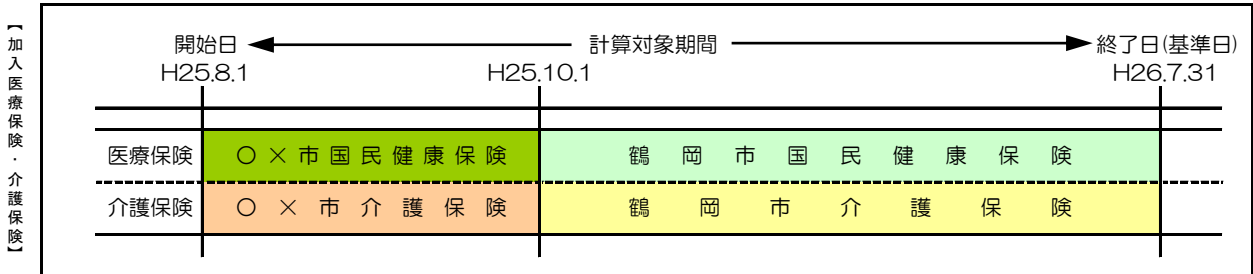 【加入医療保険・介護保険】
開始日 計算対象期間 終了日(基準日)
H25.8.1 H25.10.1 H26.7.31
医療保険 〇×市国民健康保険 鶴岡市国民健康保険
介護保険 〇×市介護保険 鶴岡市介護保険